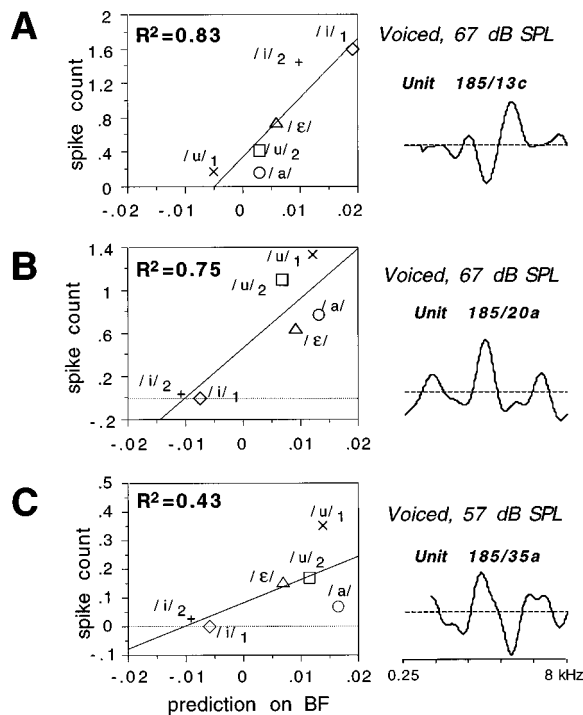 A
R²=0.83
Voiced, 67 dB SPL
Unit 185/13c
spike count
2
1.6
1.2
.8
.4
0
/i/1
/i/2
/ε/
/u/2
/u/1
/a/
-.02 -.01 0 .010 .02
B
R²=0.75
Voiced, 67 dB SPL
Unit 185/20a
spike count
1.4
1
.6
.2
-.2
/u/1
/u/2
/a/
/ε/
/i/2
/i/1
-.02 -.01 0 .01 .02
C
R²=0.43
Voiced, 57 dB SPL
Unit 185/35a
spike count
.5
.4
.3
.2
.1
0
-.1
/u/1
/u/2
/ε/
/a/
/i/2
/i/1
-.02 -.01 0 .01 .02
prediction on BF
0.25 8 kHz